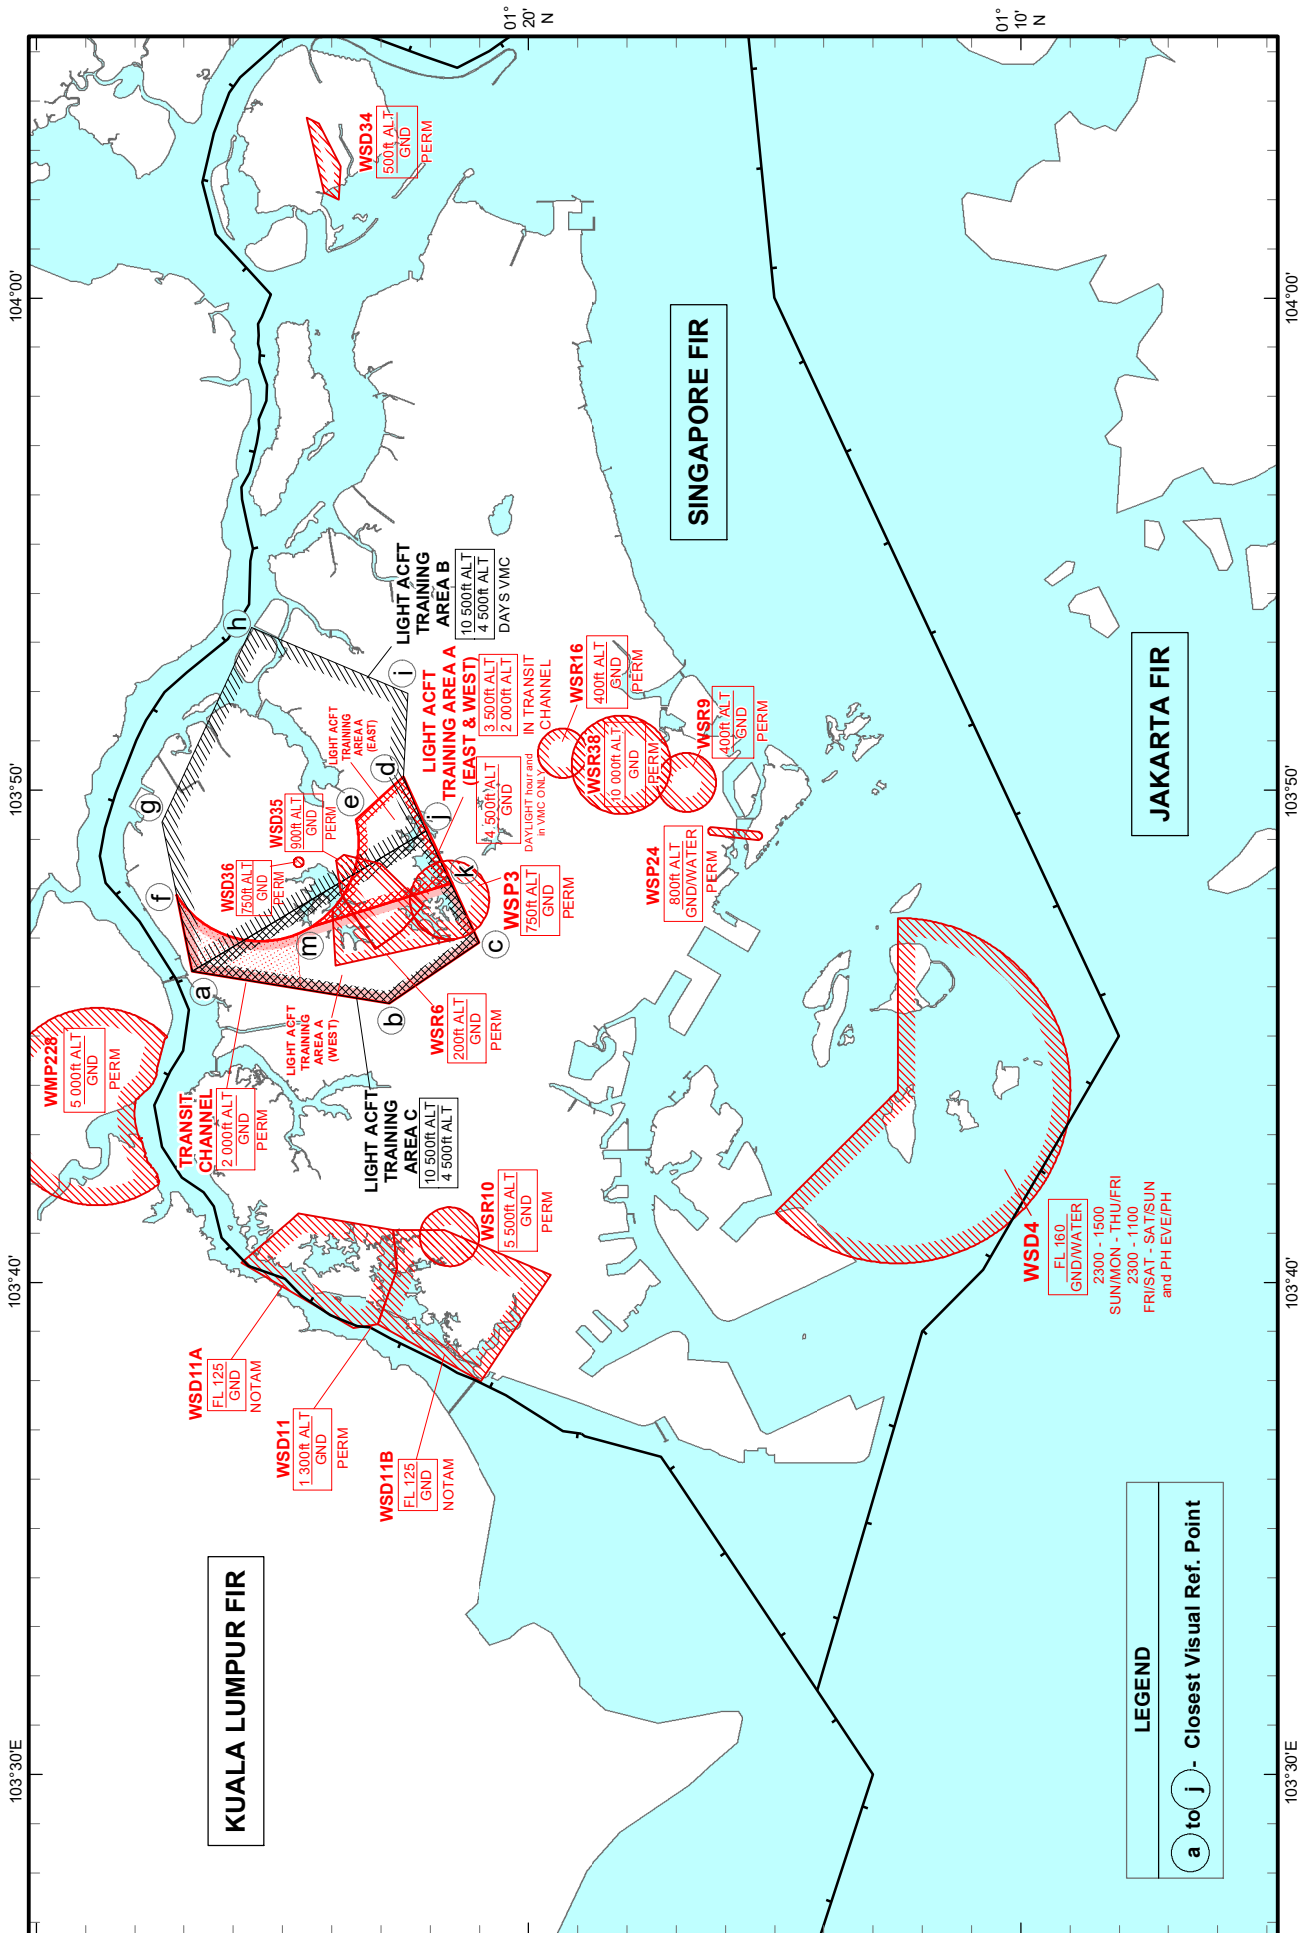 103°30'E
103°40'
103°50'
104°00'
01°
20'
N
01°
10'
N
KUALA LUMPUR FIR
SINGAPORE FIR
JAKARTA FIR
WMP228
5 000ft ALT
GND
PERM
TRANSIT
CHANNEL
2 000ft ALT
GND
PERM
WSD11A
FL 125
GND
NOTAM
WSD11
1 300ft ALT
GND
PERM
WSD11B
FL 125
GND
NOTAM
LIGHT ACFT
TRAINING
AREA C
10 500ft ALT
4 500ft ALT
WSR10
5 500ft ALT
GND
PERM
LIGHT ACFT
TRAINING
AREA A
(WEST)
WSR6
200ft ALT
GND
PERM
WSD36
750ft ALT
GND
PERM
WSD35
900ft ALT
GND
PERM
LIGHT ACFT
TRAINING
AREA A
(EAST)
LIGHT ACFT
TRAINING
AREA B
10 500ft ALT
4 500ft ALT
DAYS VMC
LIGHT ACFT
TRAINING AREA A
(EAST & WEST)
3 500ft ALT
2 000ft ALT
IN TRANSIT
CHANNEL
4 500ft ALT
GND
DAYLIGHT hour and
in VMC ONLY
WSP3
750ft ALT
GND
PERM
WSR16
400ft ALT
GND
PERM
WSR38
10 000ft ALT
GND
PERM
WSR9
400ft ALT
GND
PERM
WSP24
800ft ALT
GND/WATER
PERM
WSD34
500ft ALT
GND
PERM
WSD4
FL 160
GND/WATER
2300 - 1500
SUN/MON - THU/FRI
2300 - 1100
FRI/SAT - SAT/SUN
and PH EVE/PH
a
b
c
d
e
f
g
h
i
j
k
m
LEGEND
a to j - Closest Visual Ref. Point
103°30'E
103°40'
103°50'
104°00'